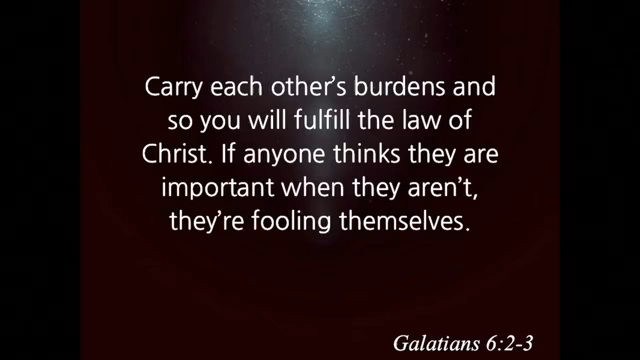 Carry each other's burdens and
so you will fulfill the law of
Christ. If anyone thinks they are
important when they aren't,
they're fooling themselves.
Galatians 6:2-3